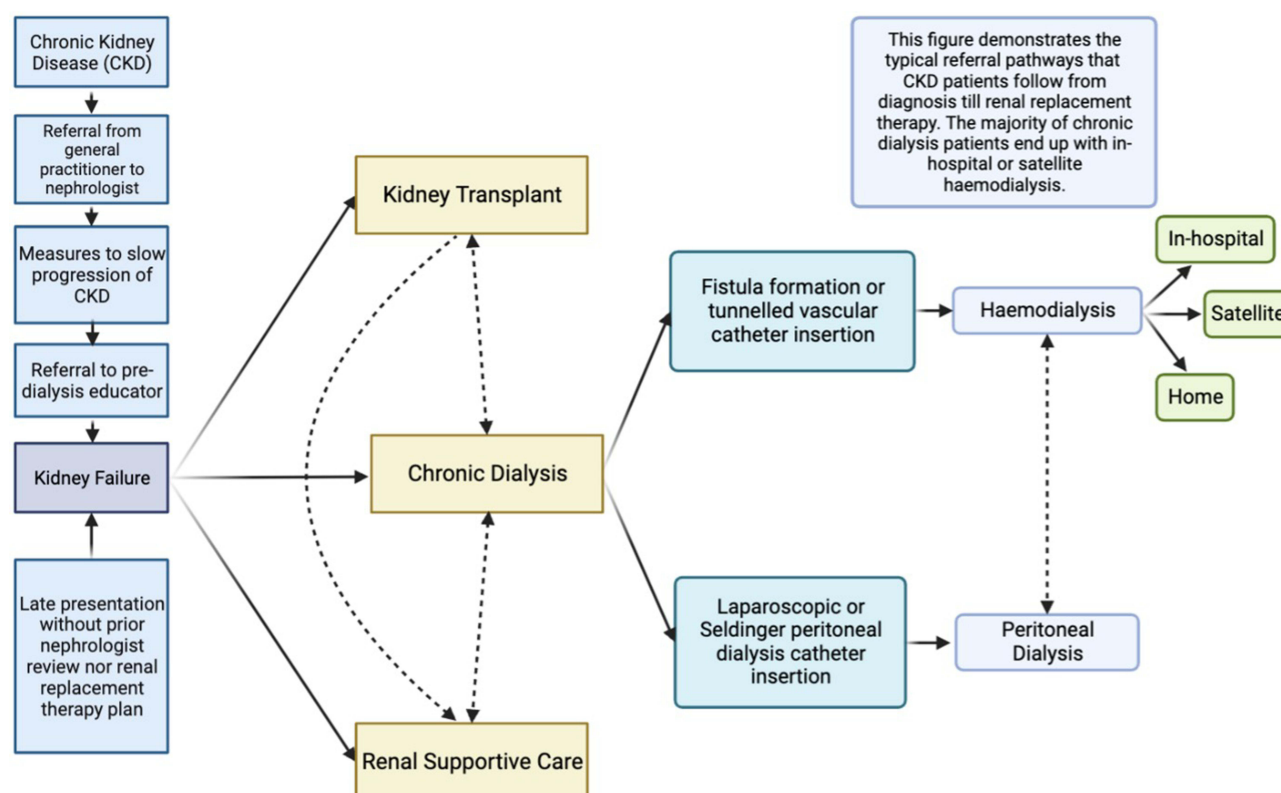 Chronic Kidney
Disease (CKD)
Referral from
general
practitioner to
nephrologist
Measures to slow
progression of
CKD
Referral to pre-
dialysis educator
Kidney Failure
Late presentation
without prior
nephrologist
review nor renal
replacement
therapy plan
Kidney Transplant
Chronic Dialysis
Renal Supportive Care
Fistula formation or
tunnelled vascular
catheter insertion
Laparoscopic or
Seldinger peritoneal
dialysis catheter
insertion
Haemodialysis
Peritoneal
Dialysis
This figure demonstrates the
typical referral pathways that
CKD patients follow from
diagnosis till renal replacement
therapy. The majority of chronic
dialysis patients end up with in-
hospital or satellite
haemodialysis.
In-hospital
Satellite
Home